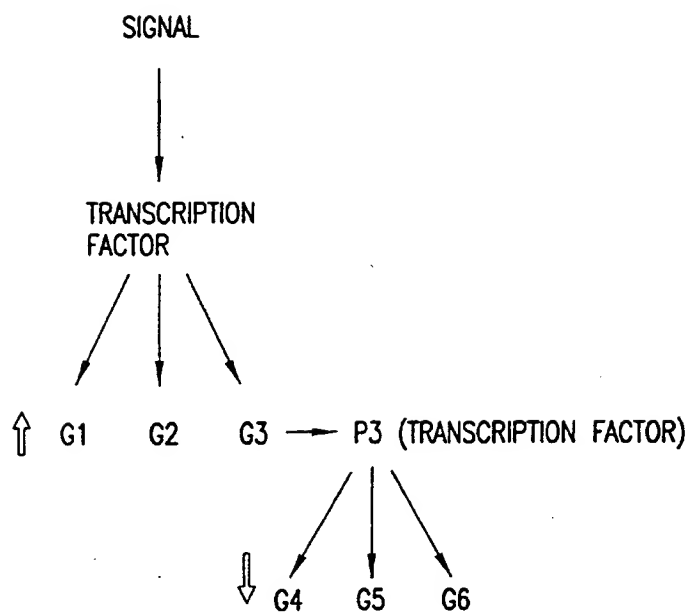 SIGNAL
TRANSCRIPTION
FACTOR
G1 G2 G3 P3 (TRANSCRIPTION FACTOR)
G4 G5 G6